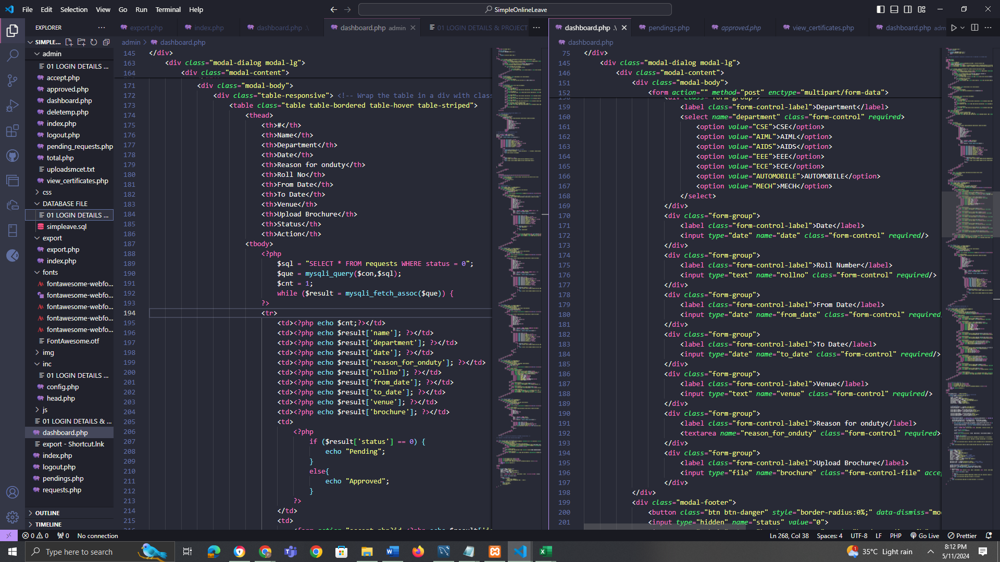 File Edit Selection View Go Run Terminal Help
SimpleOnlineLeave
EXPLORER
SIMPLE...
admin
01 LOGIN DETAILS ...
accept.php
approved.php
dashboard.php
deletemp.php
index.php
logout.php
pending_requests.php
total.php
uploadsmcet.txt
view_certificates.php
css
DATABASE FILE
01 LOGIN DETAILS ...
simpleave.sql
export
export.php
index.php
fonts
fontawesome-webfo...
fontawesome-webfo...
fontawesome-webfo...
fontawesome-webfo...
fontawesome-webfo...
FontAwesome.otf
img
inc
01 LOGIN DETAILS ...
config.php
head.php
js
01 LOGIN DETAILS & ...
dashboard.php
export - Shortcut.lnk
index.php
logout.php
pendings.php
requests.php
OUTLINE
TIMELINE
export.php index.php dashboard.php .\ dashboard.php admin 01 LOGIN DETAILS & PROJECT
admin > dashboard.php
145 </div>
163 <div class="modal-dialog modal-lg">
164 <div class="modal-content">
171 <div class="modal-body">
172 <div class="table-responsive"> <!-- Wrap the table in a div with class
173 <table class="table table-bordered table-hover table-striped">
174 <thead>
175 <th>#</th>
176 <th>Name</th>
177 <th>Department</th>
178 <th>Date</th>
179 <th>Reason for onduty</th>
180 <th>Roll No</th>
181 <th>From Date</th>
182 <th>To Date</th>
183 <th>Venue</th>
184 <th>Upload Brochure</th>
185 <th>Status</th>
186 <th>Action</th>
187 <tbody>
188 <?php
189 $sql = "SELECT * FROM requests WHERE status = 0";
190 $que = mysqli_query($con,$sql);
191 $cnt = 1;
192 while ($result = mysqli_fetch_assoc($que)) {
193 ?>
194 <tr>
195 <td><?php echo $cnt;?></td>
196 <td><?php echo $result['name']; ?></td>
197 <td><?php echo $result['department']; ?></td>
198 <td><?php echo $result['date']; ?></td>
199 <td><?php echo $result['reason_for_onduty']; ?></td>
200 <td><?php echo $result['rollno']; ?></td>
201 <td><?php echo $result['from_date']; ?></td>
202 <td><?php echo $result['to_date']; ?></td>
203 <td><?php echo $result['venue']; ?></td>
204 <td><?php echo $result['brochure']; ?></td>
205 <td>
206 <?php
207 if ($result['status'] == 0) {
208 echo "Pending";
209 }
210 else{
211 echo "Approved";
212 }
213 ?>
214 </td>
215 <td>
dashboard.php .\ pendings.php approved.php view_certificates.php dashboard.php adm
dashboard.php
75 </div>
145 <div class="modal-dialog modal-lg">
146 <div class="modal-content">
151 <div class="modal-body">
152 <form action="" method="post" enctype="multipart/form-data">
159 <label class="form-control-label">Department</label>
160 <select name="department" class="form-control" required>
161 <option value="CSE">CSE</option>
162 <option value="AIML">AIML</option>
163 <option value="AIDS">AIDS</option>
164 <option value="EEE">EEE</option>
165 <option value="ECE">ECE</option>
166 <option value="AUTOMOBILE">AUTOMOBILE</option>
167 <option value="MECH">MECH</option>
168 </select>
169 </div>
170 <div class="form-group">
171 <label class="form-control-label">Date</label>
172 <input type="date" name="date" class="form-control" required/>
173 </div>
174 <div class="form-group">
175 <label class="form-control-label">Roll Number</label>
176 <input type="text" name="rollno" class="form-control" required/>
177 </div>
178 <div class="form-group">
179 <label class="form-control-label">From Date</label>
180 <input type="date" name="from_date" class="form-control" required
181 </div>
182 <div class="form-group">
183 <label class="form-control-label">To Date</label>
184 <input type="date" name="to_date" class="form-control" required/>
185 </div>
186 <div class="form-group">
187 <label class="form-control-label">Venue</label>
188 <input type="text" name="venue" class="form-control" required/>
189 </div>
190 <div class="form-group">
191 <label class="form-control-label">Reason for onduty</label>
192 <textarea name="reason_for_onduty" class="form-control" required>
193 </div>
194 <div class="form-group">
195 <label class="form-control-label">Upload Brochure</label>
196 <input type="file" name="brochure" class="form-control-file" acce
197 </div>
198 </div>
199 <div class="modal-footer">
200 <button class="btn btn-danger" style="border-radius:0%;" data-dismiss="mo
201 <input type="hidden" name="status" value="0">
0 0 0 No connection
Ln 268, Col 38 Spaces: 4 UTF-8 LF PHP Go Live Prettier
Type here to search
35°C Light rain
8:12 PM
5/11/2024